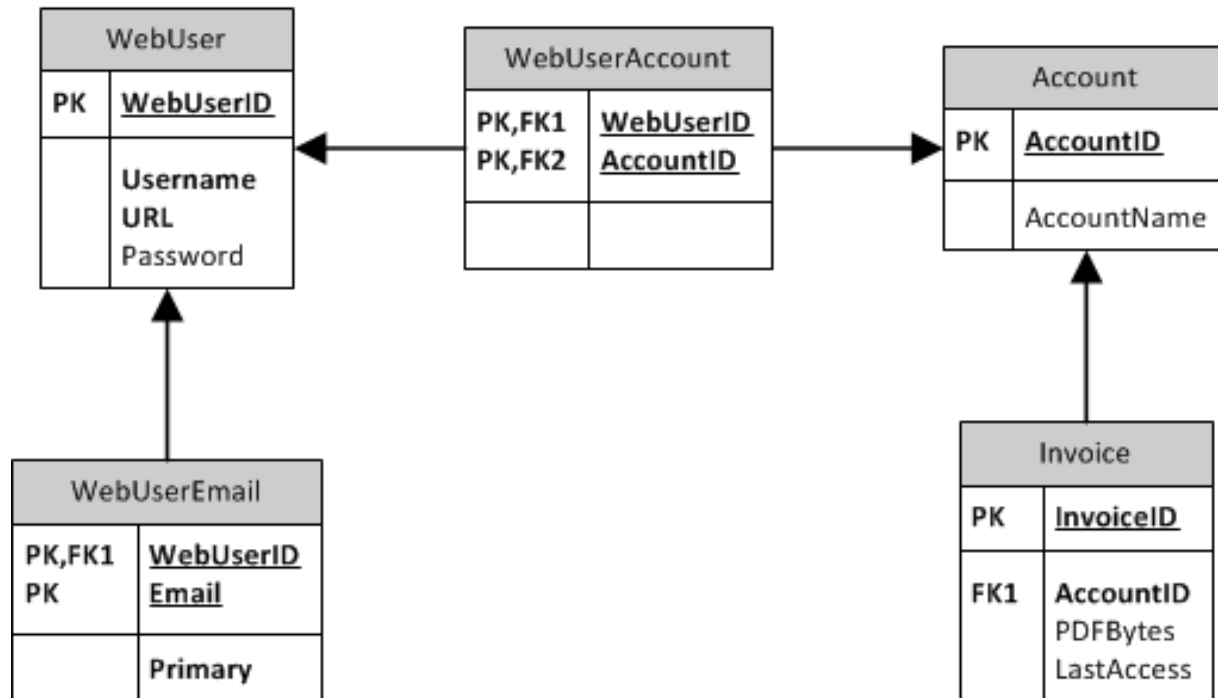 WebUser
PK WebUserID
Username
URL
Password
WebUserAccount
PK,FK1 WebUserID
PK,FK2 AccountID
Account
PK AccountID
AccountName
WebUserEmail
PK,FK1 WebUserID
PK Email
Primary
Invoice
PK InvoiceID
FK1 AccountID
PDFBytes
LastAccess